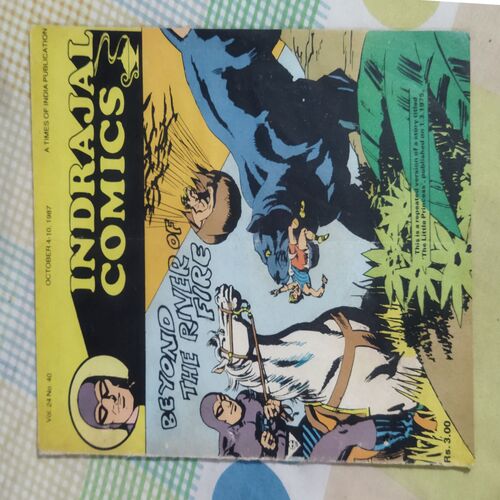 A TIMES OF INDIA PUBLICATION
OCTOBER 4-10, 1987
Vol. 24 No. 40
INDRAJAL
COMICS
BEYOND
THE RIVER OF
FIRE
This is a repeated version of a story titled
'The Little Princess', published on 1.3.1975.
Rs. 3.00